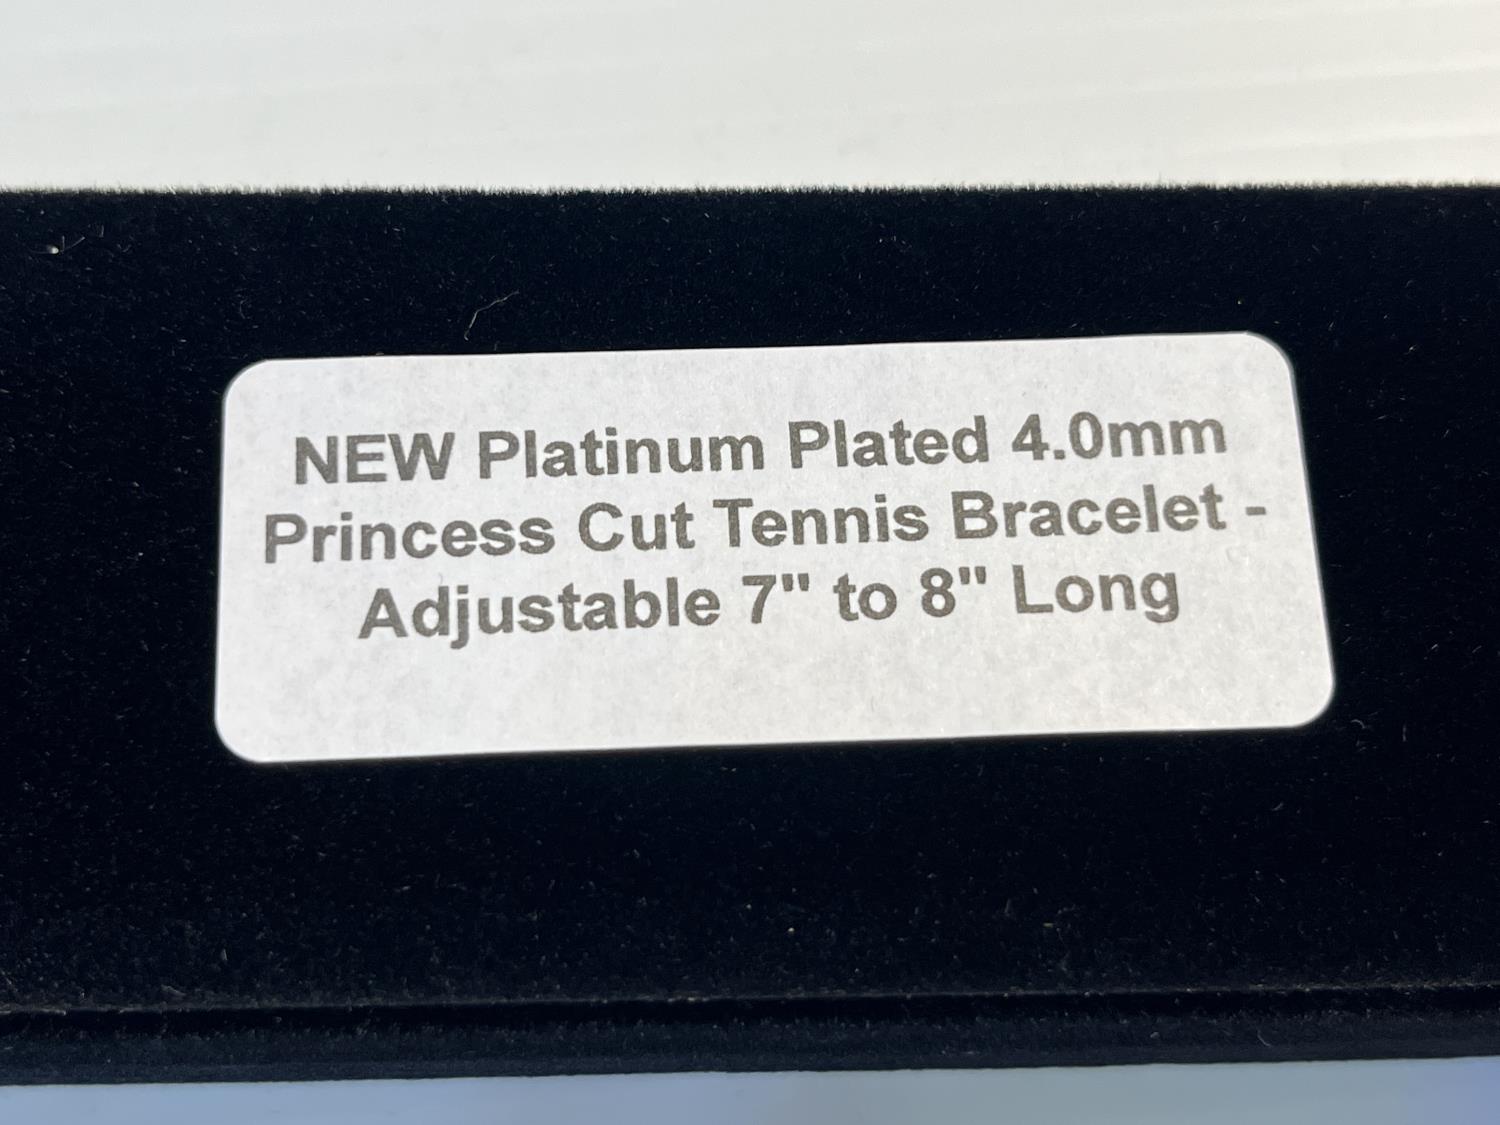 NEW Platinum Plated 4.0mm
Princess Cut Tennis Bracelet -
Adjustable 7" to 8" Long